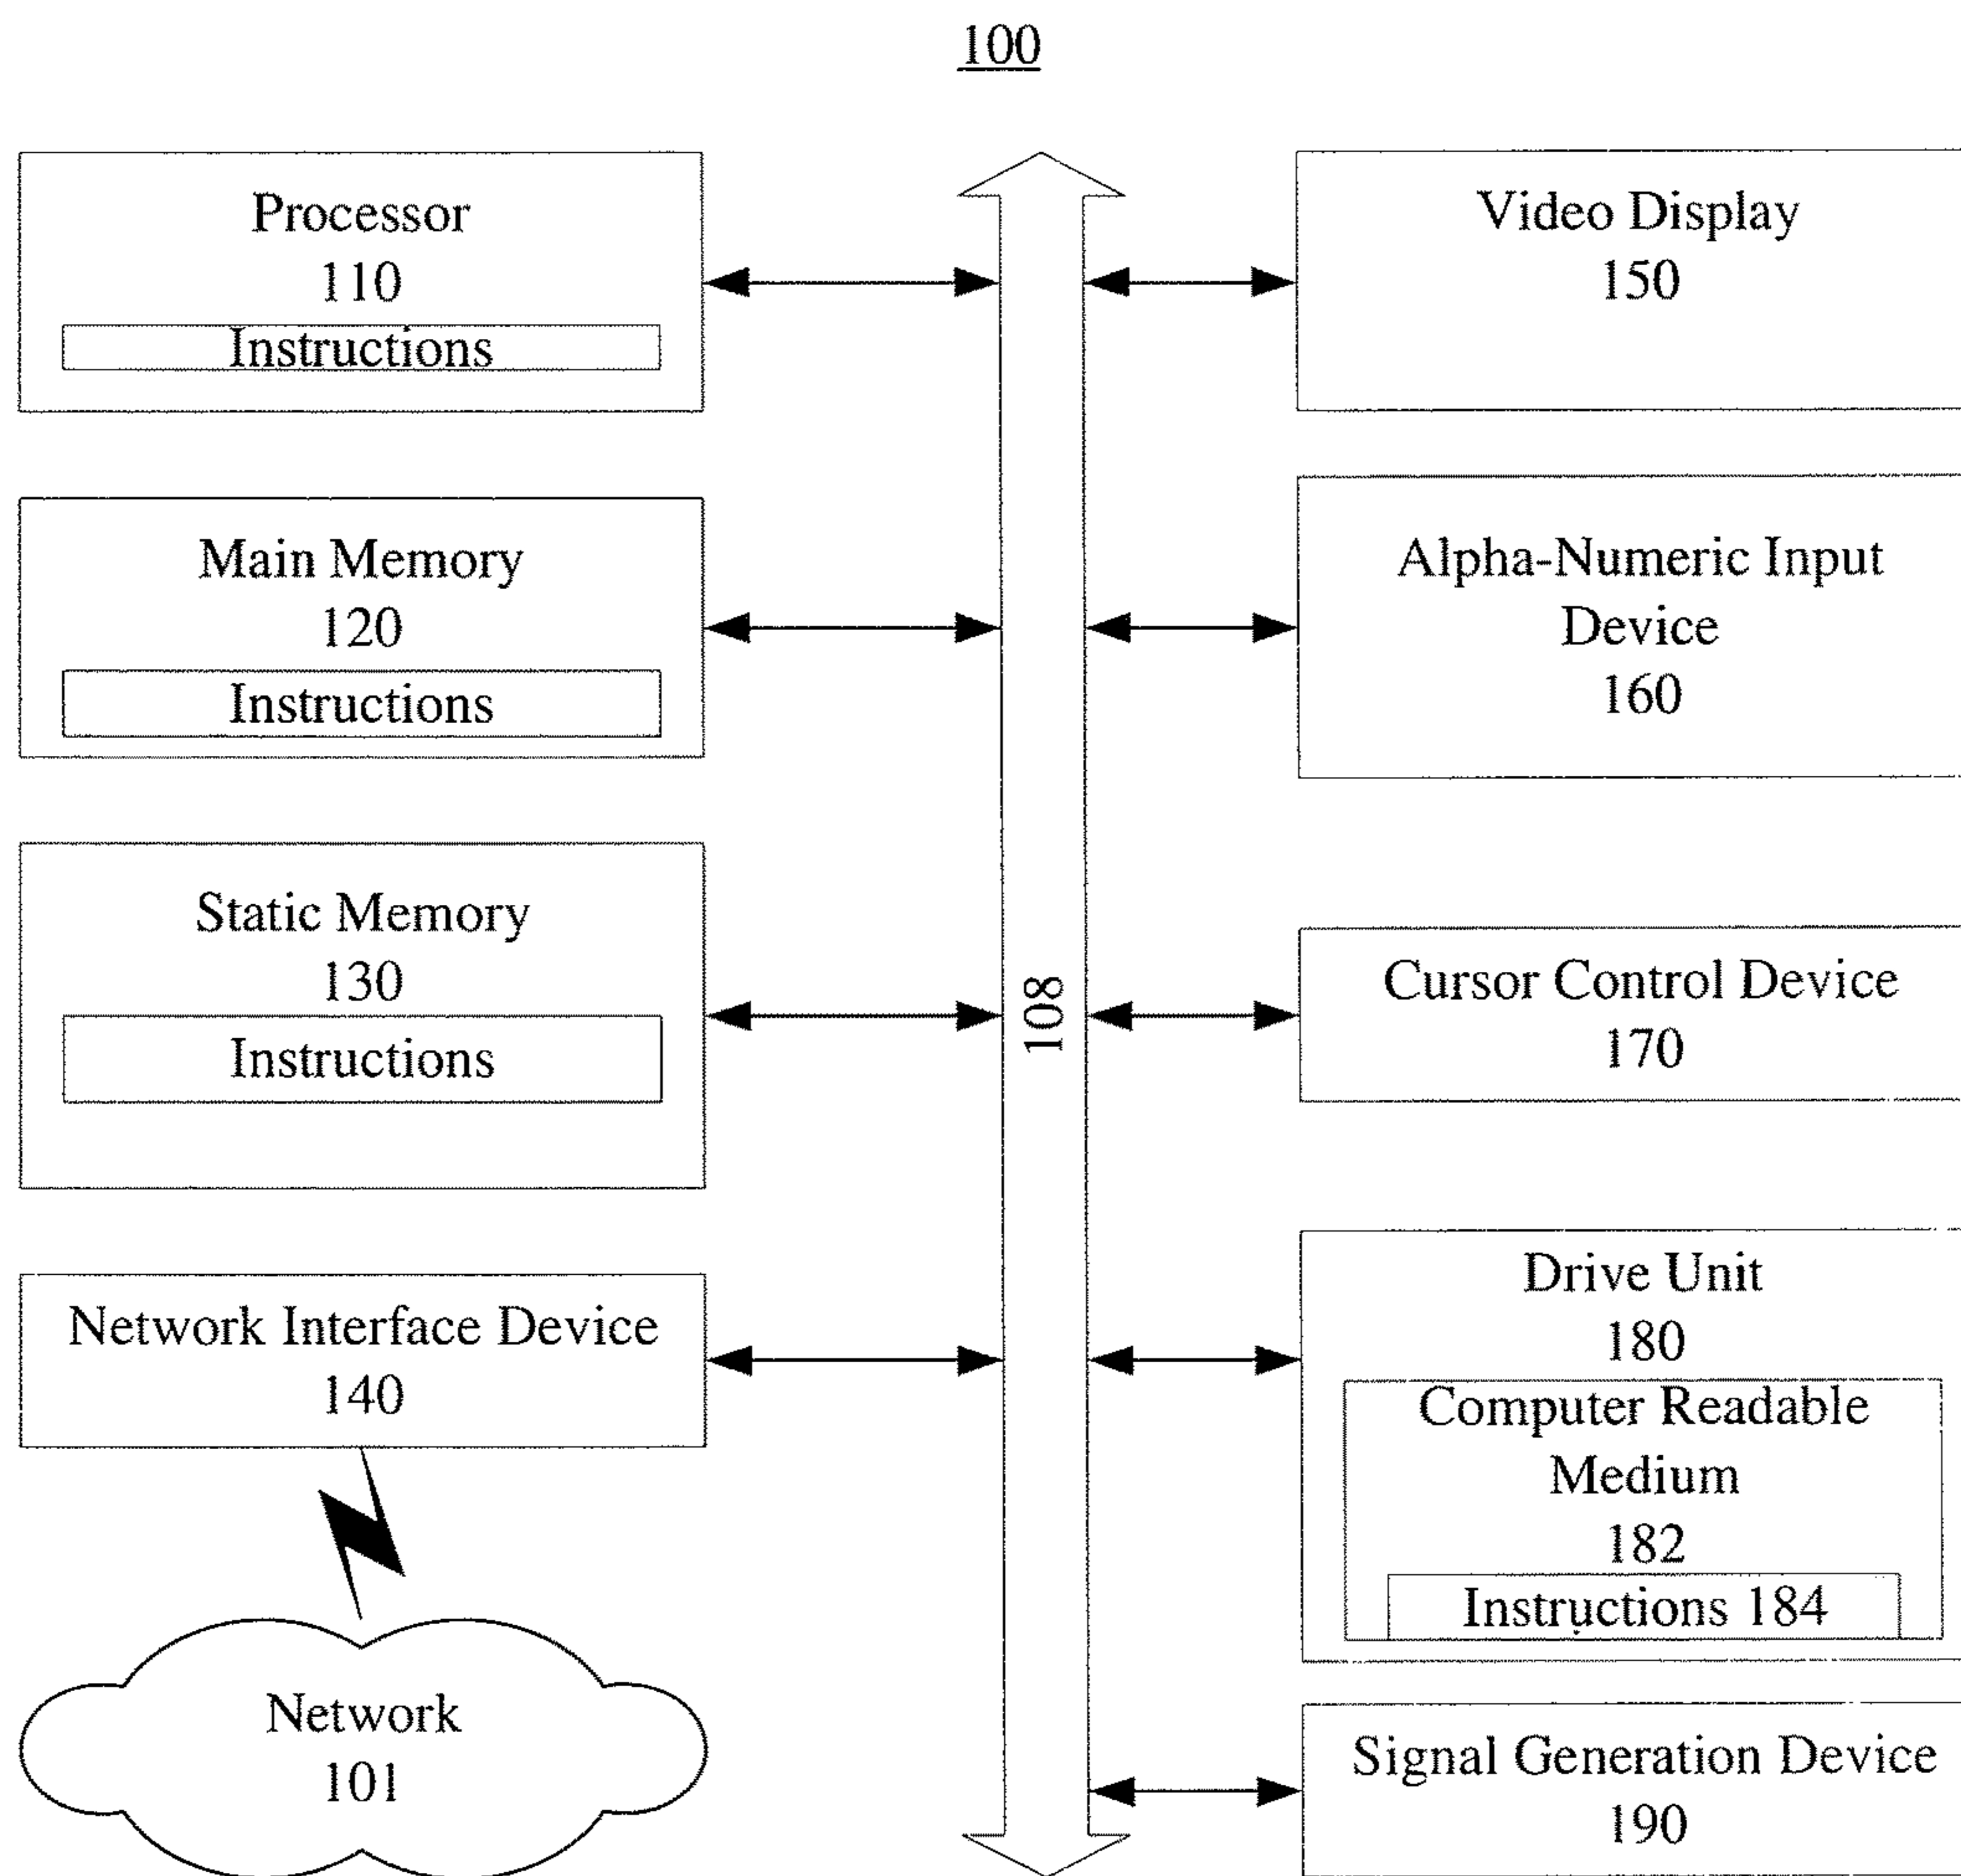 100
Processor
110
Instructions
Main Memory
120
Instructions
Static Memory
130
Instructions
Network Interface Device
140
Network
101
108
Video Display
150
Alpha-Numeric Input
Device
160
Cursor Control Device
170
Drive Unit
180
Computer Readable
Medium
182
Instructions 184
Signal Generation Device
190